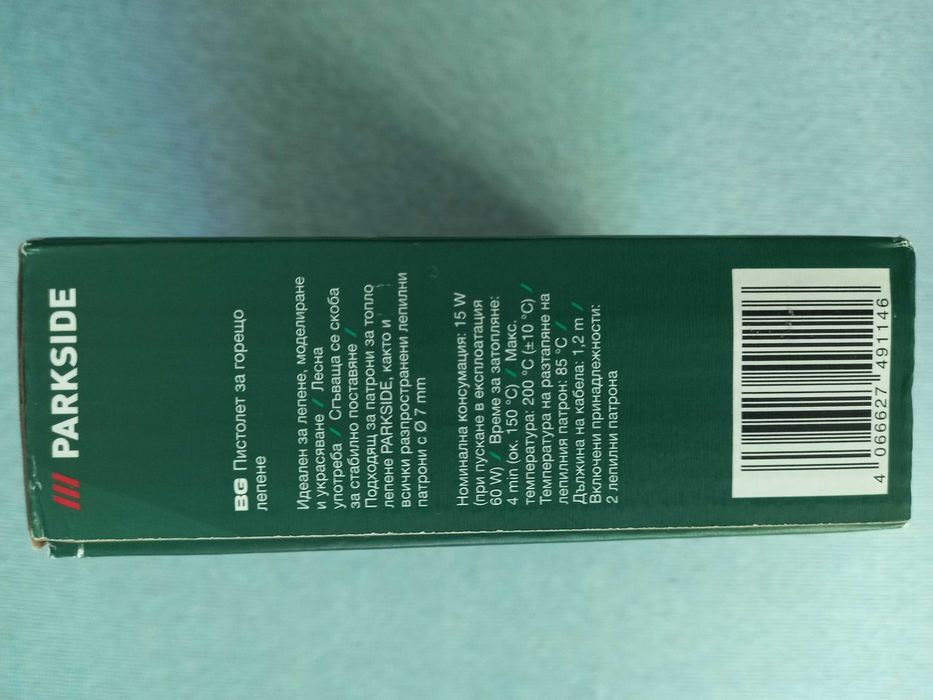 PARKSIDE
BG Пистолет за горещо
лепене
Идеален за лепене, моделиране
и украсяване / Лесна
употреба / Сгъваща се скоба
за стабилно поставяне /
Подходящ за патрони за топло
лепене PARKSIDE, както и
всички разпространени лепилни
патрони с Ø 7 mm
Номинална консумация: 15 W
(при пускане в експлоатация
60 W) / Време за затопляне:
4 min (ок. 150 °C) / Макс.
температура: 200 °C (±10 °C) /
Температура на разтапяне на
лепилния патрон: 85 °C /
Дължина на кабела: 1,2 m /
Включени принадлежности:
2 лепилни патрона
4 066627 491146